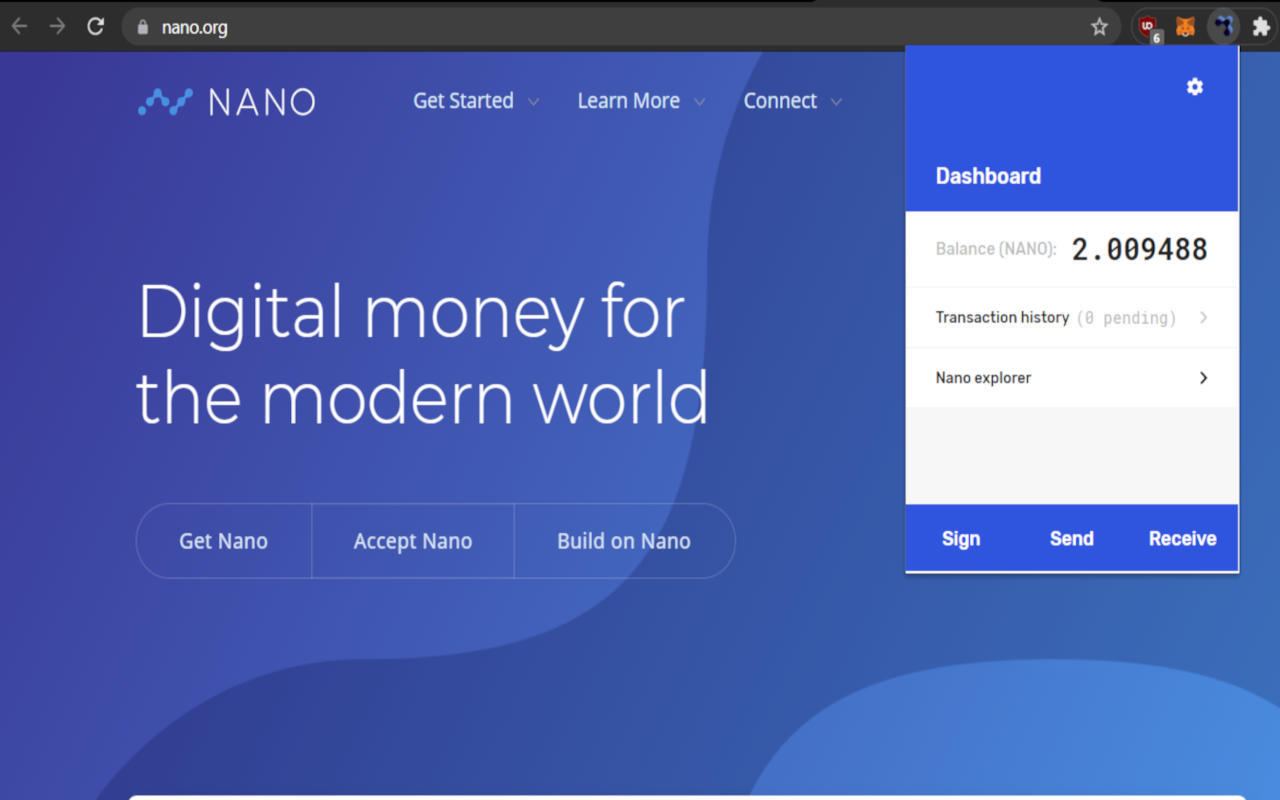 nano.org
6
NANO
Get Started
Learn More
Connect
Digital money for
the modern world
Get Nano
Accept Nano
Build on Nano
Dashboard
Balance (NANO): 2.009488
Transaction history (0 pending)
Nano explorer
Sign
Send
Receive